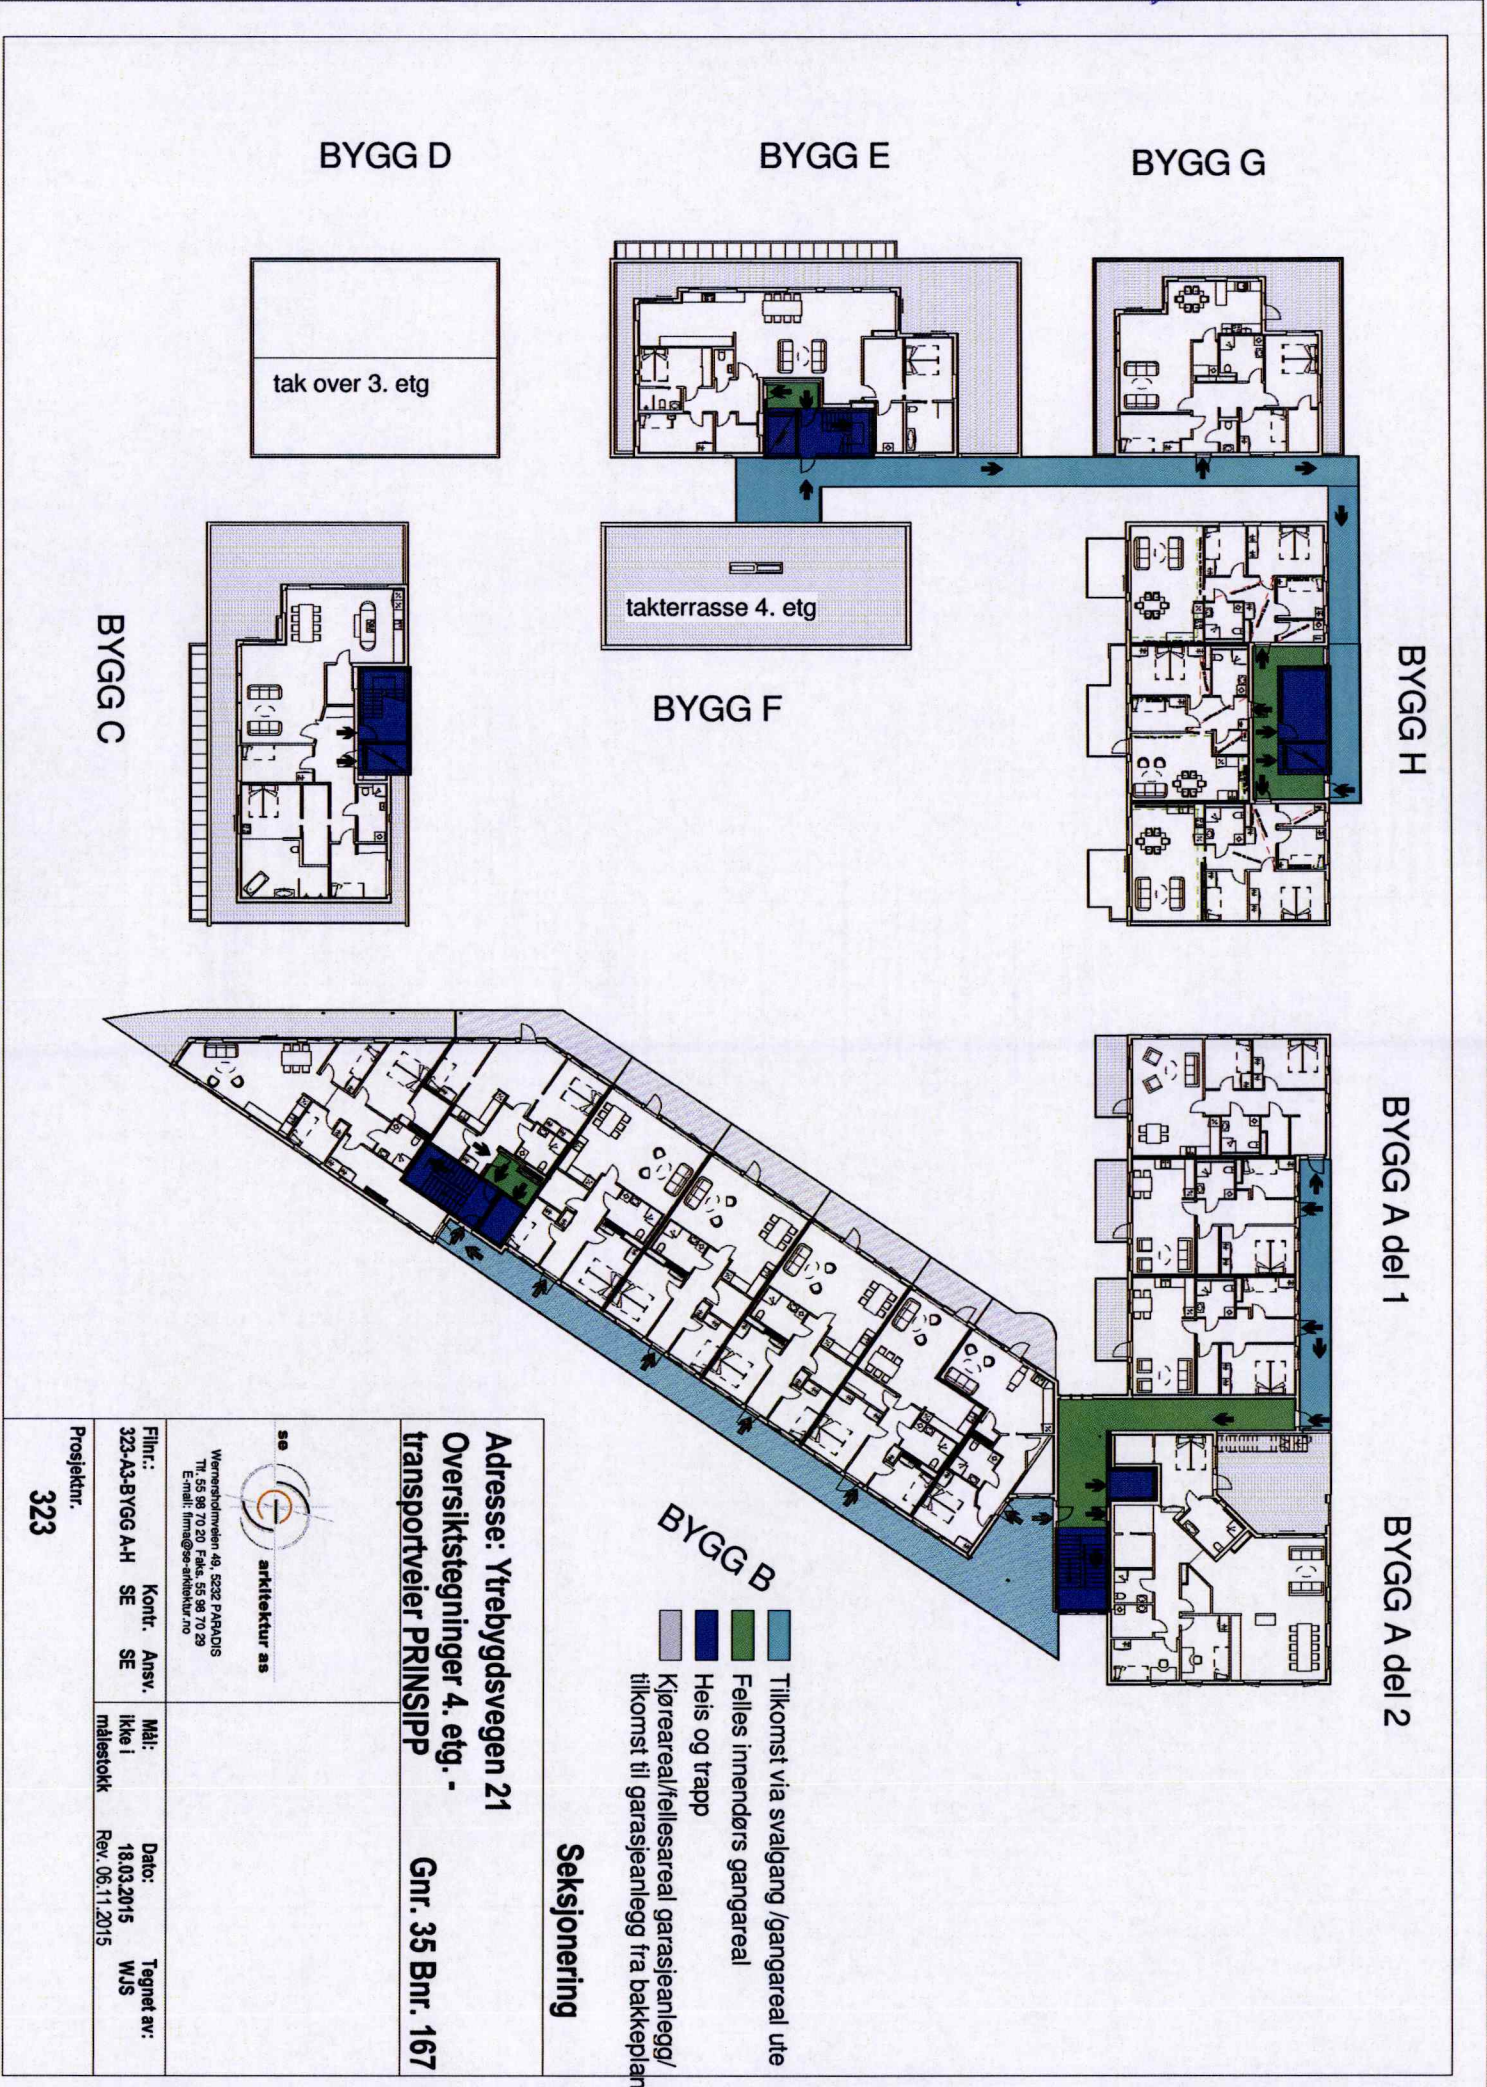 BYGG D
BYGG E
BYGG G
tak over 3. etg
takterrasse 4. etg
BYGG F
BYGG C
BYGG H
BYGG A del 1
BYGG A del 2
BYGG B
Tilkomst via svalgang /gangareal ute
Felles innendørs gangareal
Heis og trapp
Kjøreareal/fellesareal garasjeanlegg/
tilkomst til garasjeanlegg fra bakkeplan
Seksjonering
Adresse: Ytrebygdsvegen 21
Oversiktstegninger 4. etg. -
transportveier PRINSIPP
Gnr. 35 Bnr. 167
se
arkitektur as
Wernersholmveien 49, 5232 PARADIS
Tlf. 55 98 70 20 Faks. 55 98 70 29
E-mail: firma@se-arkitektur.no
Filnr.: Kontr. Ansv. Mål: Dato: Tegnet av:
323-A3-BYGG A-H SE SE ikke i 18.03.2015 WJS
målestokk Rev. 06.11.2015
Prosjektnr.
323